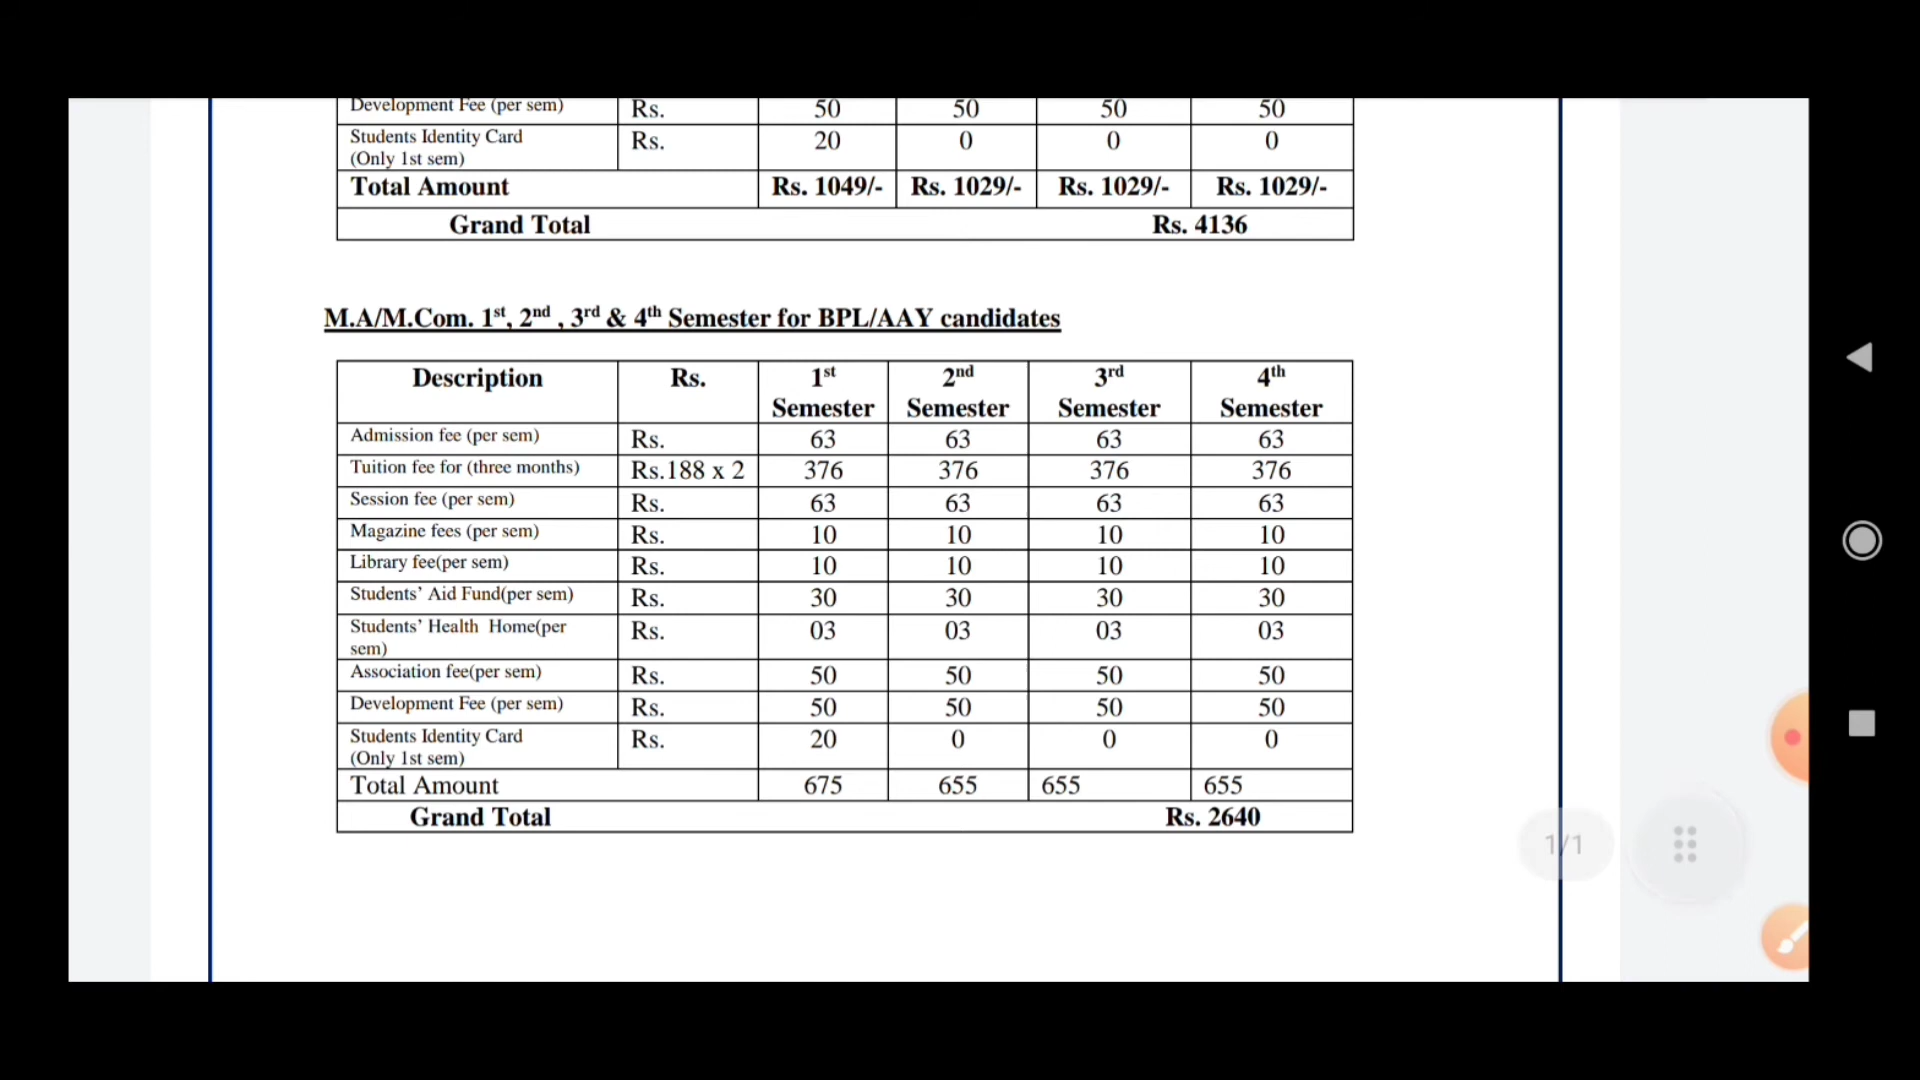 Development Fee (per sem) Rs. 50 50 50 50
Students Identity Card Rs. 20 0 0 0
(Only 1st sem)
Total Amount Rs. 1049/- Rs. 1029/- Rs. 1029/- Rs. 1029/-
Grand Total Rs. 4136
M.A/M.Com. 1st, 2nd , 3rd & 4th Semester for BPL/AAY candidates
Description Rs. 1st 2nd 3rd 4th
Semester Semester Semester Semester
Admission fee (per sem) Rs. 63 63 63 63
Tuition fee for (three months) Rs.188 x 2 376 376 376 376
Session fee (per sem) Rs. 63 63 63 63
Magazine fees (per sem) Rs. 10 10 10 10
Library fee(per sem) Rs. 10 10 10 10
Students’ Aid Fund(per sem) Rs. 30 30 30 30
Students’ Health Home(per Rs. 03 03 03 03
sem)
Association fee(per sem) Rs. 50 50 50 50
Development Fee (per sem) Rs. 50 50 50 50
Students Identity Card Rs. 20 0 0 0
(Only 1st sem)
Total Amount 675 655 655 655
Grand Total Rs. 2640
1/1